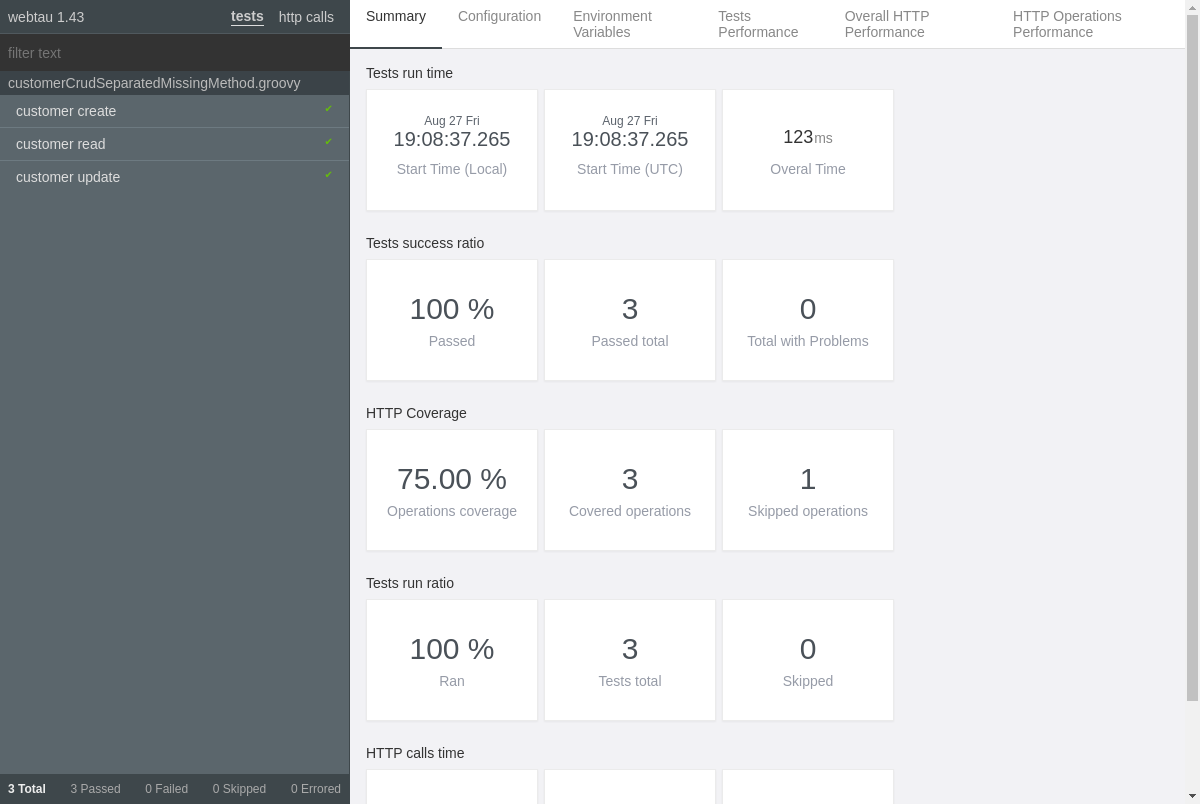 webtau 1.43
tests
http calls
filter text
customerCrudSeparatedMissingMethod.groovy
customer create
customer read
customer update
3 Total
3 Passed
0 Failed
0 Skipped
0 Errored
Summary
Configuration
Environment
Variables
Tests
Performance
Overall HTTP
Performance
HTTP Operations
Performance
Tests run time
Aug 27 Fri
19:08:37.265
Start Time (Local)
Aug 27 Fri
19:08:37.265
Start Time (UTC)
123ms
Overal Time
Tests success ratio
100 %
Passed
3
Passed total
0
Total with Problems
HTTP Coverage
75.00 %
Operations coverage
3
Covered operations
1
Skipped operations
Tests run ratio
100 %
Ran
3
Tests total
0
Skipped
HTTP calls time